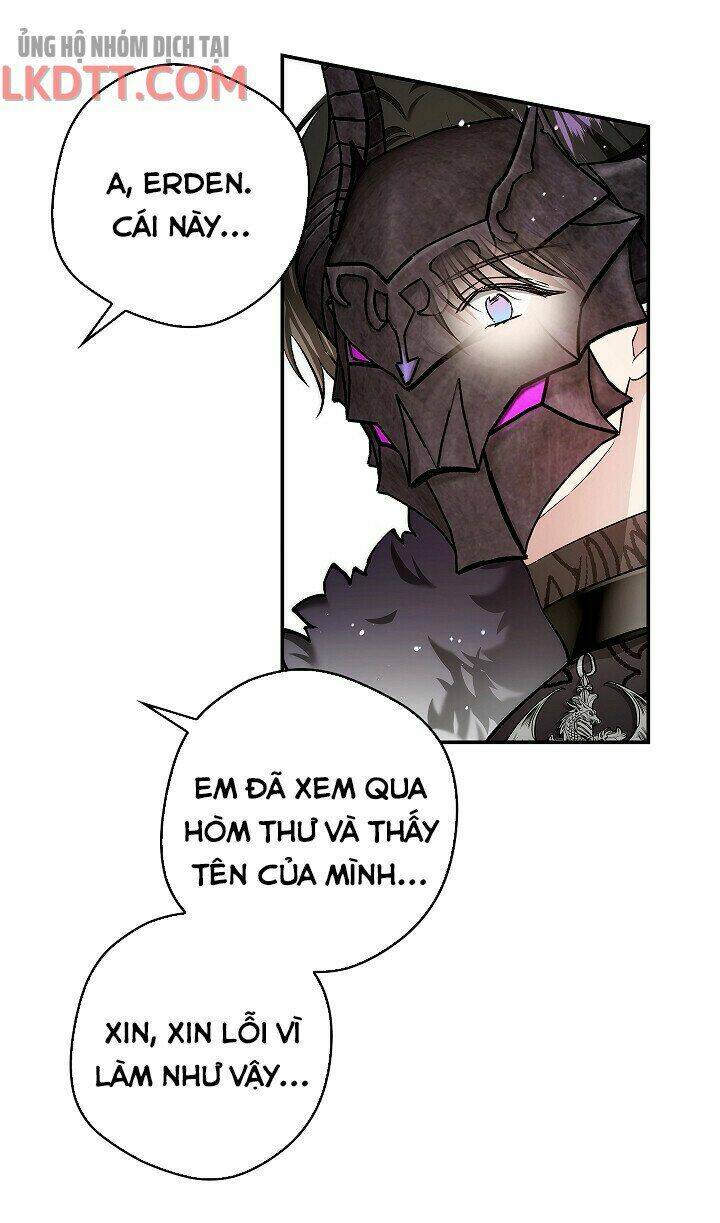 ỦNG HỘ NHÓM DỊCH TẠI
LKDTT.COM
A, ERDEN.
CÁI NÀY...
EM ĐÃ XEM QUA
HÒM THƯ VÀ THẤY
TÊN CỦA MÌNH...
XIN, XIN LỖI VÌ
LÀM NHƯ VẬY...